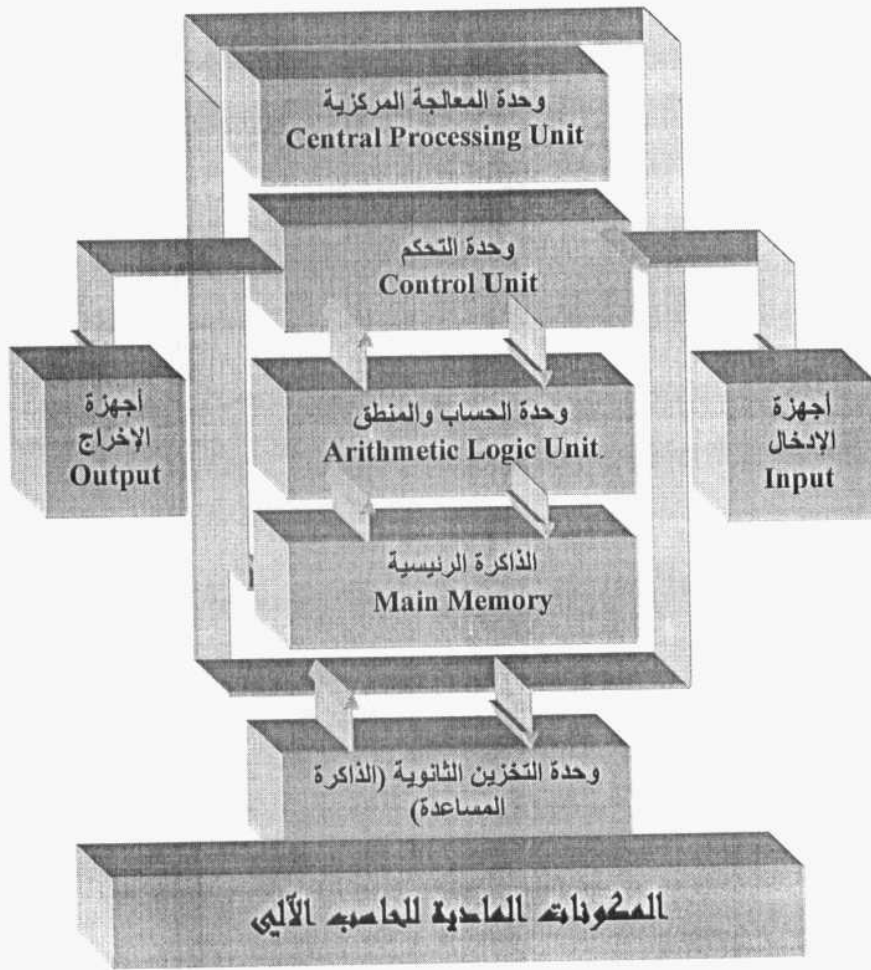 وحدة المعالجة المركزية
Central Processing Unit
وحدة التحكم
Control Unit
أجهزة
الإدخال
Input
أجهزة
الإخراج
Output
وحدة الحساب والمنطق
Arithmetic Logic Unit.
الذاكرة الرئيسية
Main Memory
وحدة التخزين الثانوية (الذاكرة
المساعدة)
المكونات المادية للحاسب الآلي